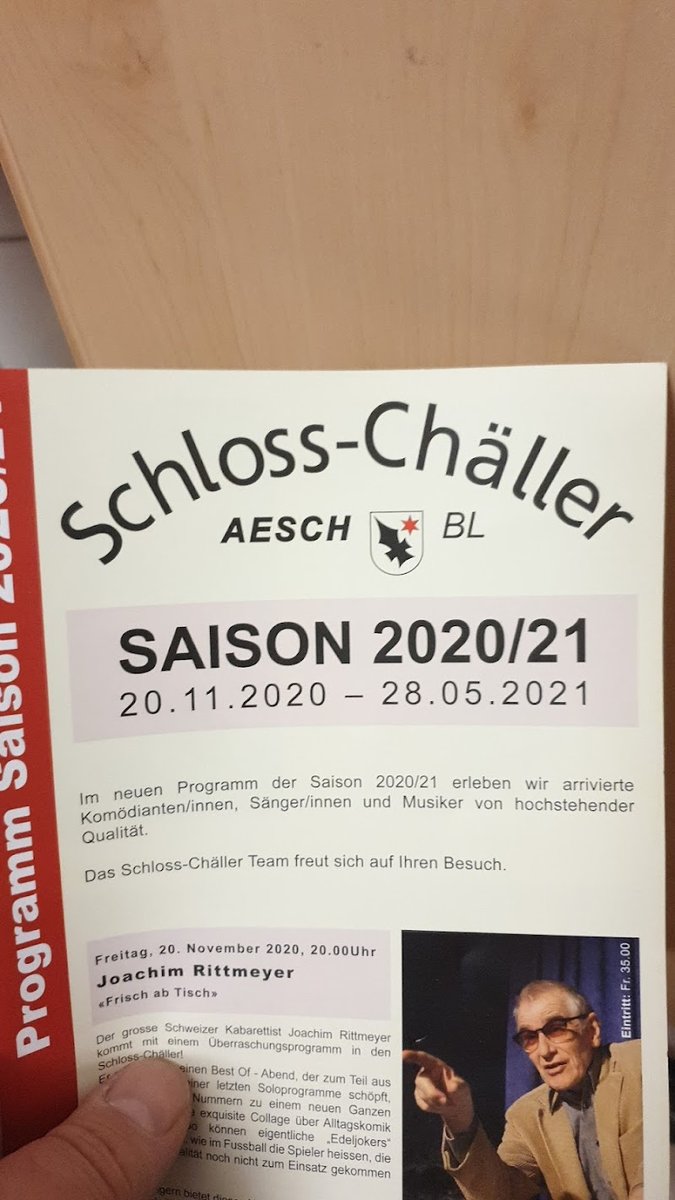 Programm Saison 2020/21
Schloss-Chäller
AESCH BL
SAISON 2020/21
20.11.2020 – 28.05.2021
Im neuen Programm der Saison 2020/21 erleben wir arrivierte
Komödianten/innen, Sänger/innen und Musiker von hochstehender
Qualität.
Das Schloss-Chäller Team freut sich auf Ihren Besuch.
Freitag, 20. November 2020, 20.00Uhr
Joachim Rittmeyer
«Frisch ab Tisch»
Eintritt: Fr. 35.00
Der grosse Schweizer Kabarettist Joachim Rittmeyer
kommt mit einem Überraschungsprogramm in den
Schloss-Chäller!
einen Best Of - Abend, der zum Teil aus
einer letzten Soloprogramme schöpft,
Nummern zu einem neuen Ganzen
exquisite Collage über Alltagskomik
können eigentliche „Edeljokers“
wie im Fussball die Spieler heissen, die
noch nicht zum Einsatz gekommen
bietet